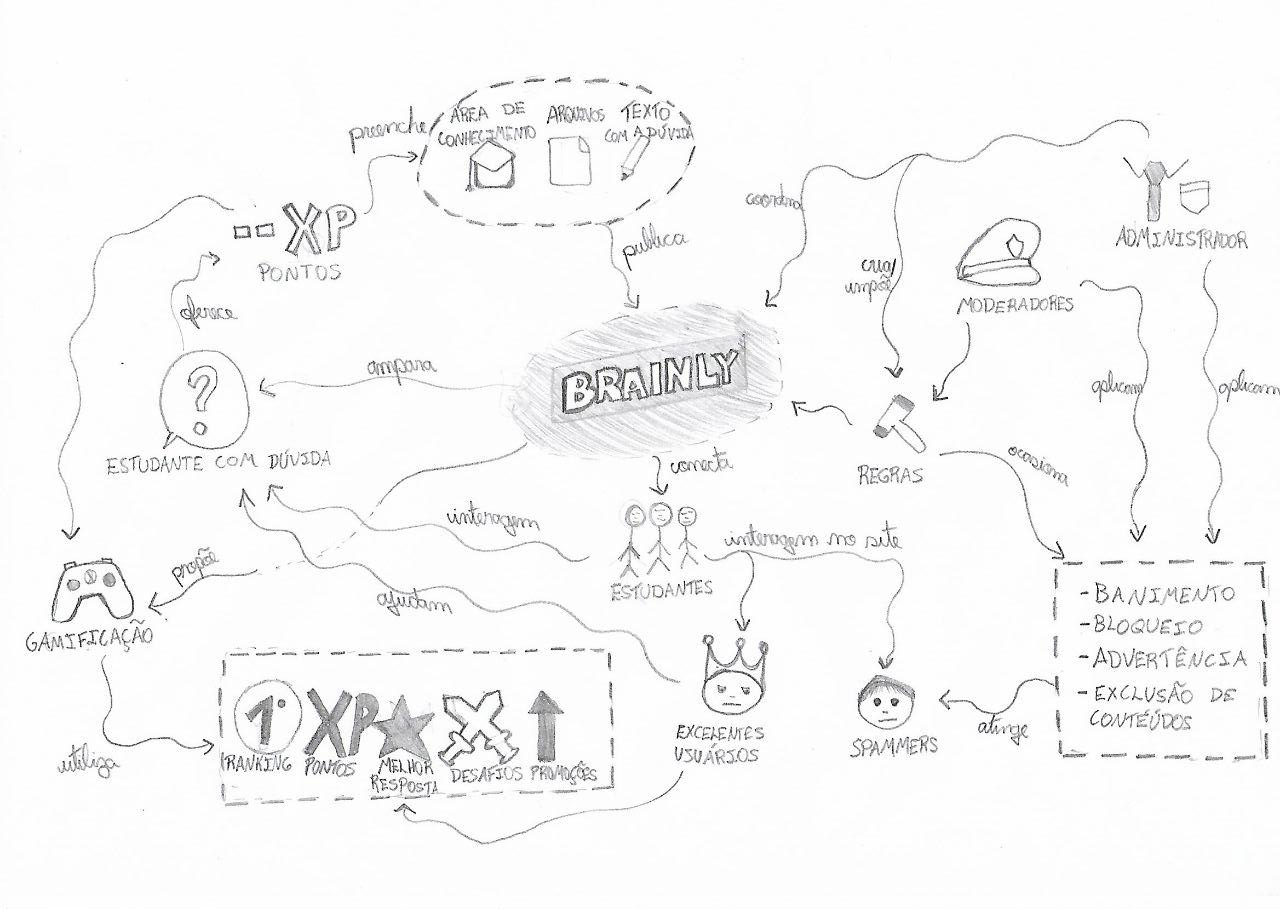 preenche
ÁREA DE
CONHECIMENTO
ARQUIVOS
TEXTO
COM A DÚVIDA
publica
-- XP
PONTOS
oferece
ampara
?
ESTUDANTE COM DÚVIDA
BRAINLY
coordena
cria/
impõe
ADMINISTRADOR
MODERADORES
aplicam
aplicam
REGRAS
ocasiona
conecta
interagem
interagem no site
ESTUDANTES
propõe
ajudam
GAMIFICAÇÃO
utiliza
1°
RANKING
XP
PONTOS
MELHOR
RESPOSTA
DESAFIOS
PROMOÇÕES
EXCELENTES
USUÁRIOS
SPAMMERS
atinge
- BANIMENTO
- BLOQUEIO
- ADVERTÊNCIA
- EXCLUSÃO DE
CONTÉÚDOS